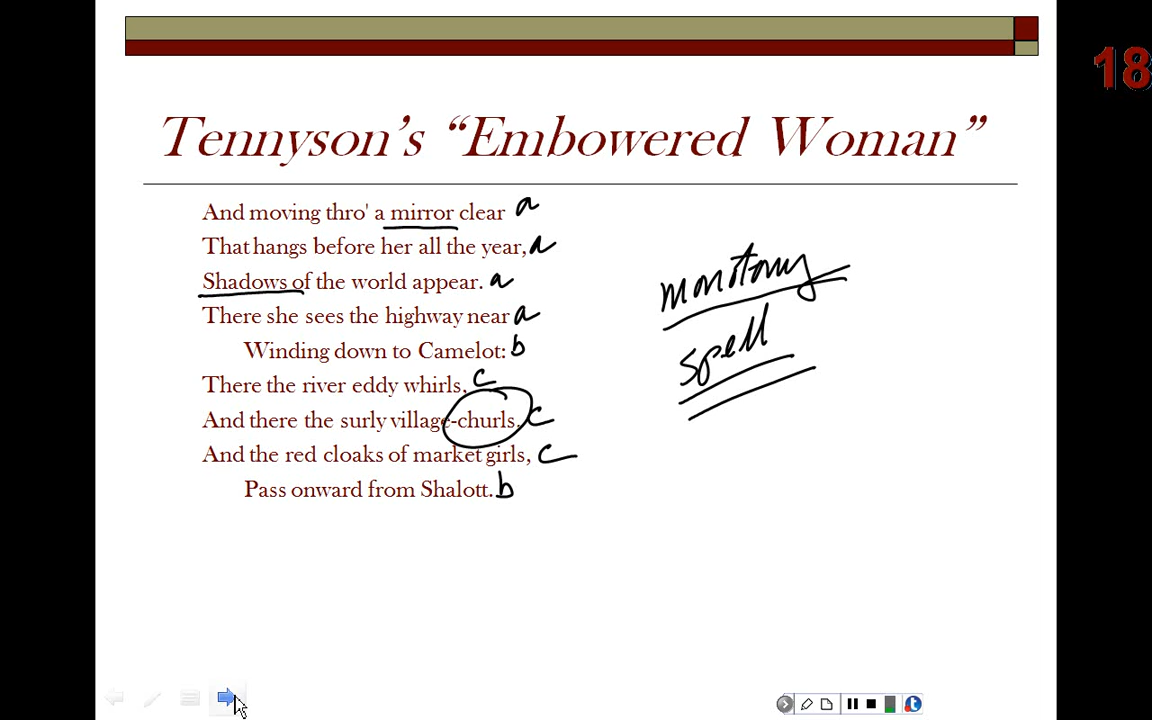 18
Tennyson's “Embowered Woman”
And moving thro' a mirror clear a
That hangs before her all the year, a
Shadows of the world appear. a
There she sees the highway near a
Winding down to Camelot: b
There the river eddy whirls, c
And there the surly village-churls, c
And the red cloaks of market girls, c
Pass onward from Shalott. b
monotony
spell